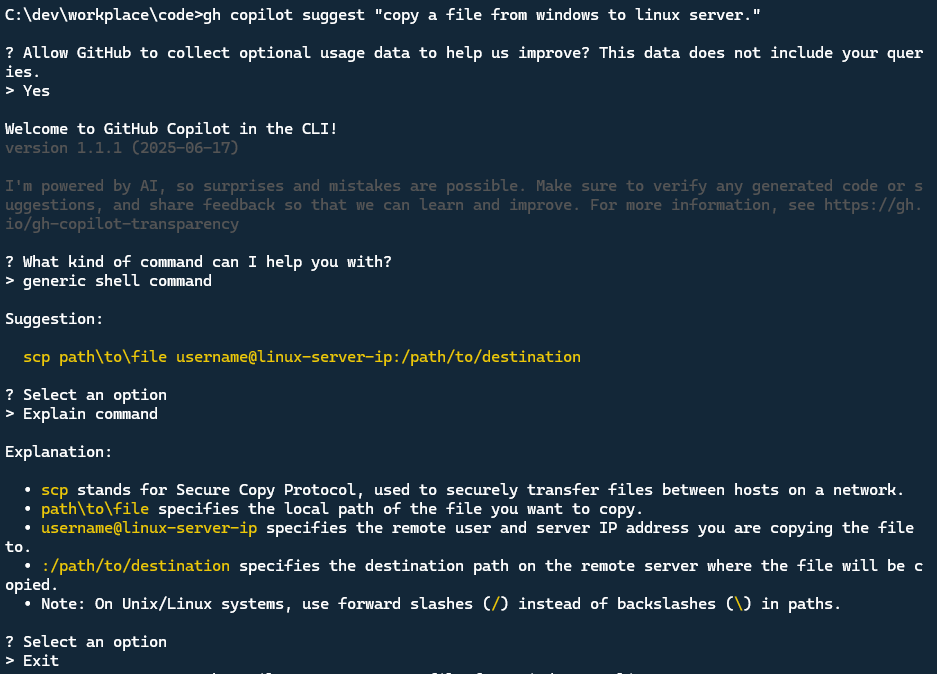 C:\dev\workplace\code>gh copilot suggest "copy a file from windows to linux server."
? Allow GitHub to collect optional usage data to help us improve? This data does not include your quer
ies.
> Yes
Welcome to GitHub Copilot in the CLI!
version 1.1.1 (2025-06-17)
I'm powered by AI, so surprises and mistakes are possible. Make sure to verify any generated code or s
uggestions, and share feedback so that we can learn and improve. For more information, see https://gh.
io/gh-copilot-transparency
? What kind of command can I help you with?
> generic shell command
Suggestion:
scp path\to\file username@linux-server-ip:/path/to/destination
? Select an option
> Explain command
Explanation:
• scp stands for Secure Copy Protocol, used to securely transfer files between hosts on a network.
• path\to\file specifies the local path of the file you want to copy.
• username@linux-server-ip specifies the remote user and server IP address you are copying the file
to.
• :/path/to/destination specifies the destination path on the remote server where the file will be c
opied.
• Note: On Unix/Linux systems, use forward slashes (/) instead of backslashes (\) in paths.
? Select an option
> Exit